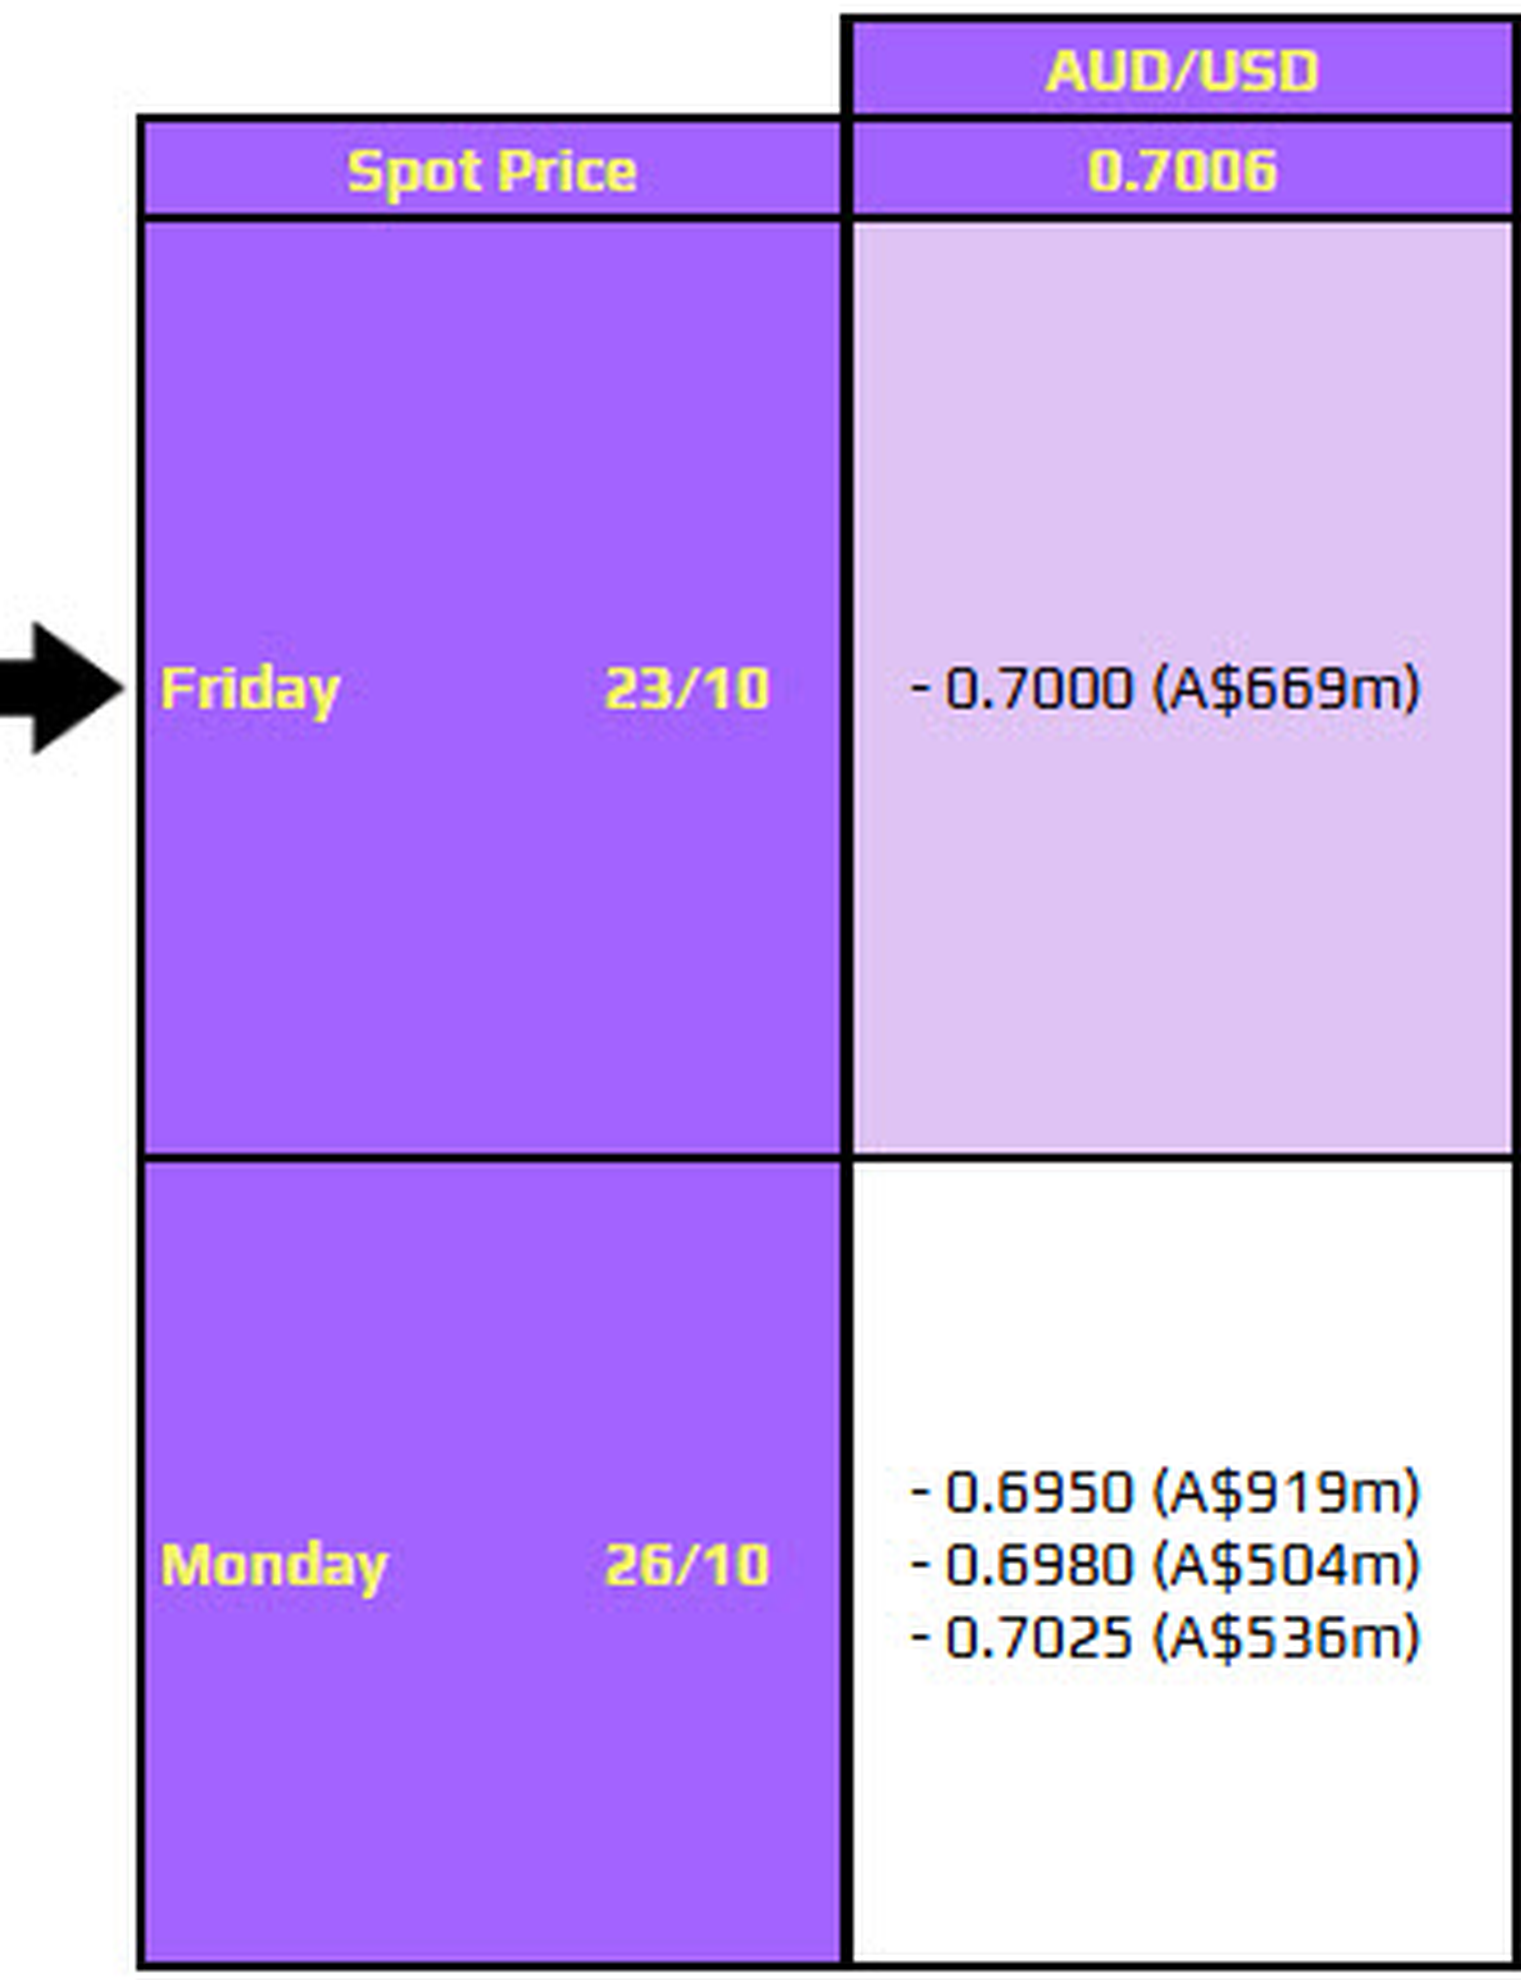 AUD/USD
Spot Price 0.7006
Friday 23/10 - 0.7000 (A$669m)
- 0.6950 (A$919m)
Monday 26/10 - 0.6980 (A$504m)
- 0.7025 (A$536m)